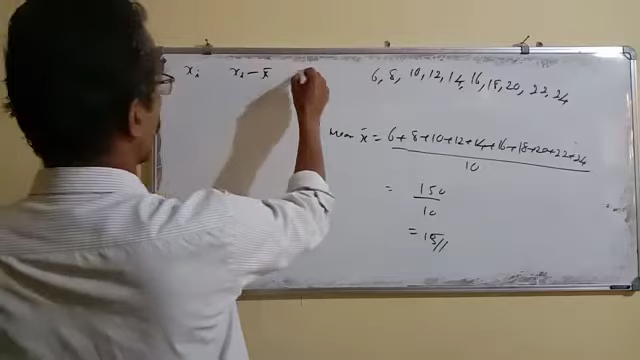 xᵢ xᵢ - x̄
6, 8, 10, 12, 14, 16, 18, 20, 22, 24
Mean x̄ = 6+8+10+12+14+16+18+20+22+24
10
= 150
10
= 15//